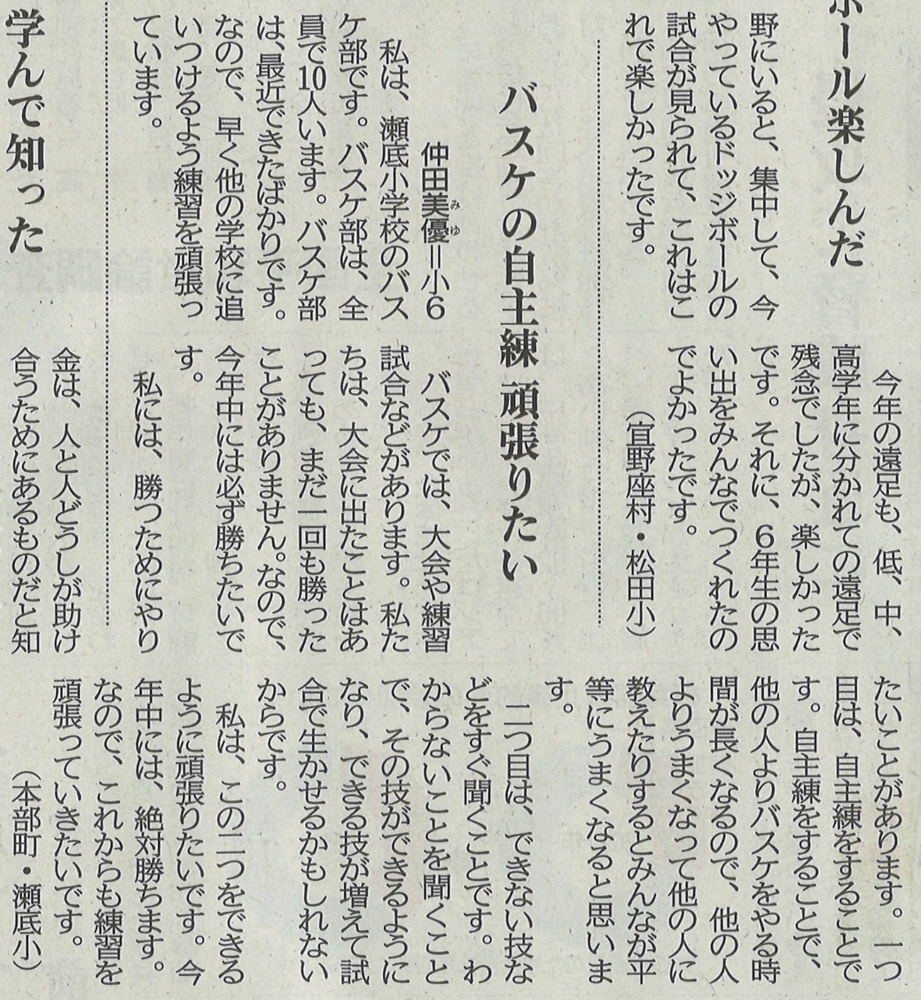 ボール楽しんだ
野にいると、集中して、今
やっているドッジボールの
試合が見られて、これはこ
れで楽しかったです。
今年の遠足も、低、中、
高学年に分かれての遠足で
残念でしたが、楽しかった
です。それに、６年生の思
い出をみんなでつくれたの
でよかったです。
（宜野座村・松田小）
バスケの自主練 頑張りたい
仲田美優＝小６
みゆ
私は、瀬底小学校のバス
ケ部です。バスケ部は、全
員で10人います。バスケ部
は、最近できたばかりです。
なので、早く他の学校に追
いつけるよう練習を頑張っ
ています。
バスケでは、大会や練習
試合などがあります。私た
ちは、大会に出たことはあ
っても、まだ一回も勝った
ことがありません。なので、
今年中には必ず勝ちたいで
す。
私には、勝つためにやり
たいことがあります。一つ
目は、自主練をすることで
す。自主練をすることで、
他の人よりバスケをやる時
間が長くなるので、他の人
よりうまくなって他の人に
教えたりするとみんなが平
等にうまくなると思いま
す。
二つ目は、できない技な
どをすぐ聞くことです。わ
からないことを聞くこと
で、その技ができるように
なり、できる技が増えて試
合で生かせるかもしれない
からです。
私は、この二つをできる
ように頑張りたいです。今
年中には、絶対勝ちます。
なので、これからも練習を
頑張っていきたいです。
（本部町・瀬底小）
学んで知った
金は、人と人どうしが助け
合うためにあるものだと知